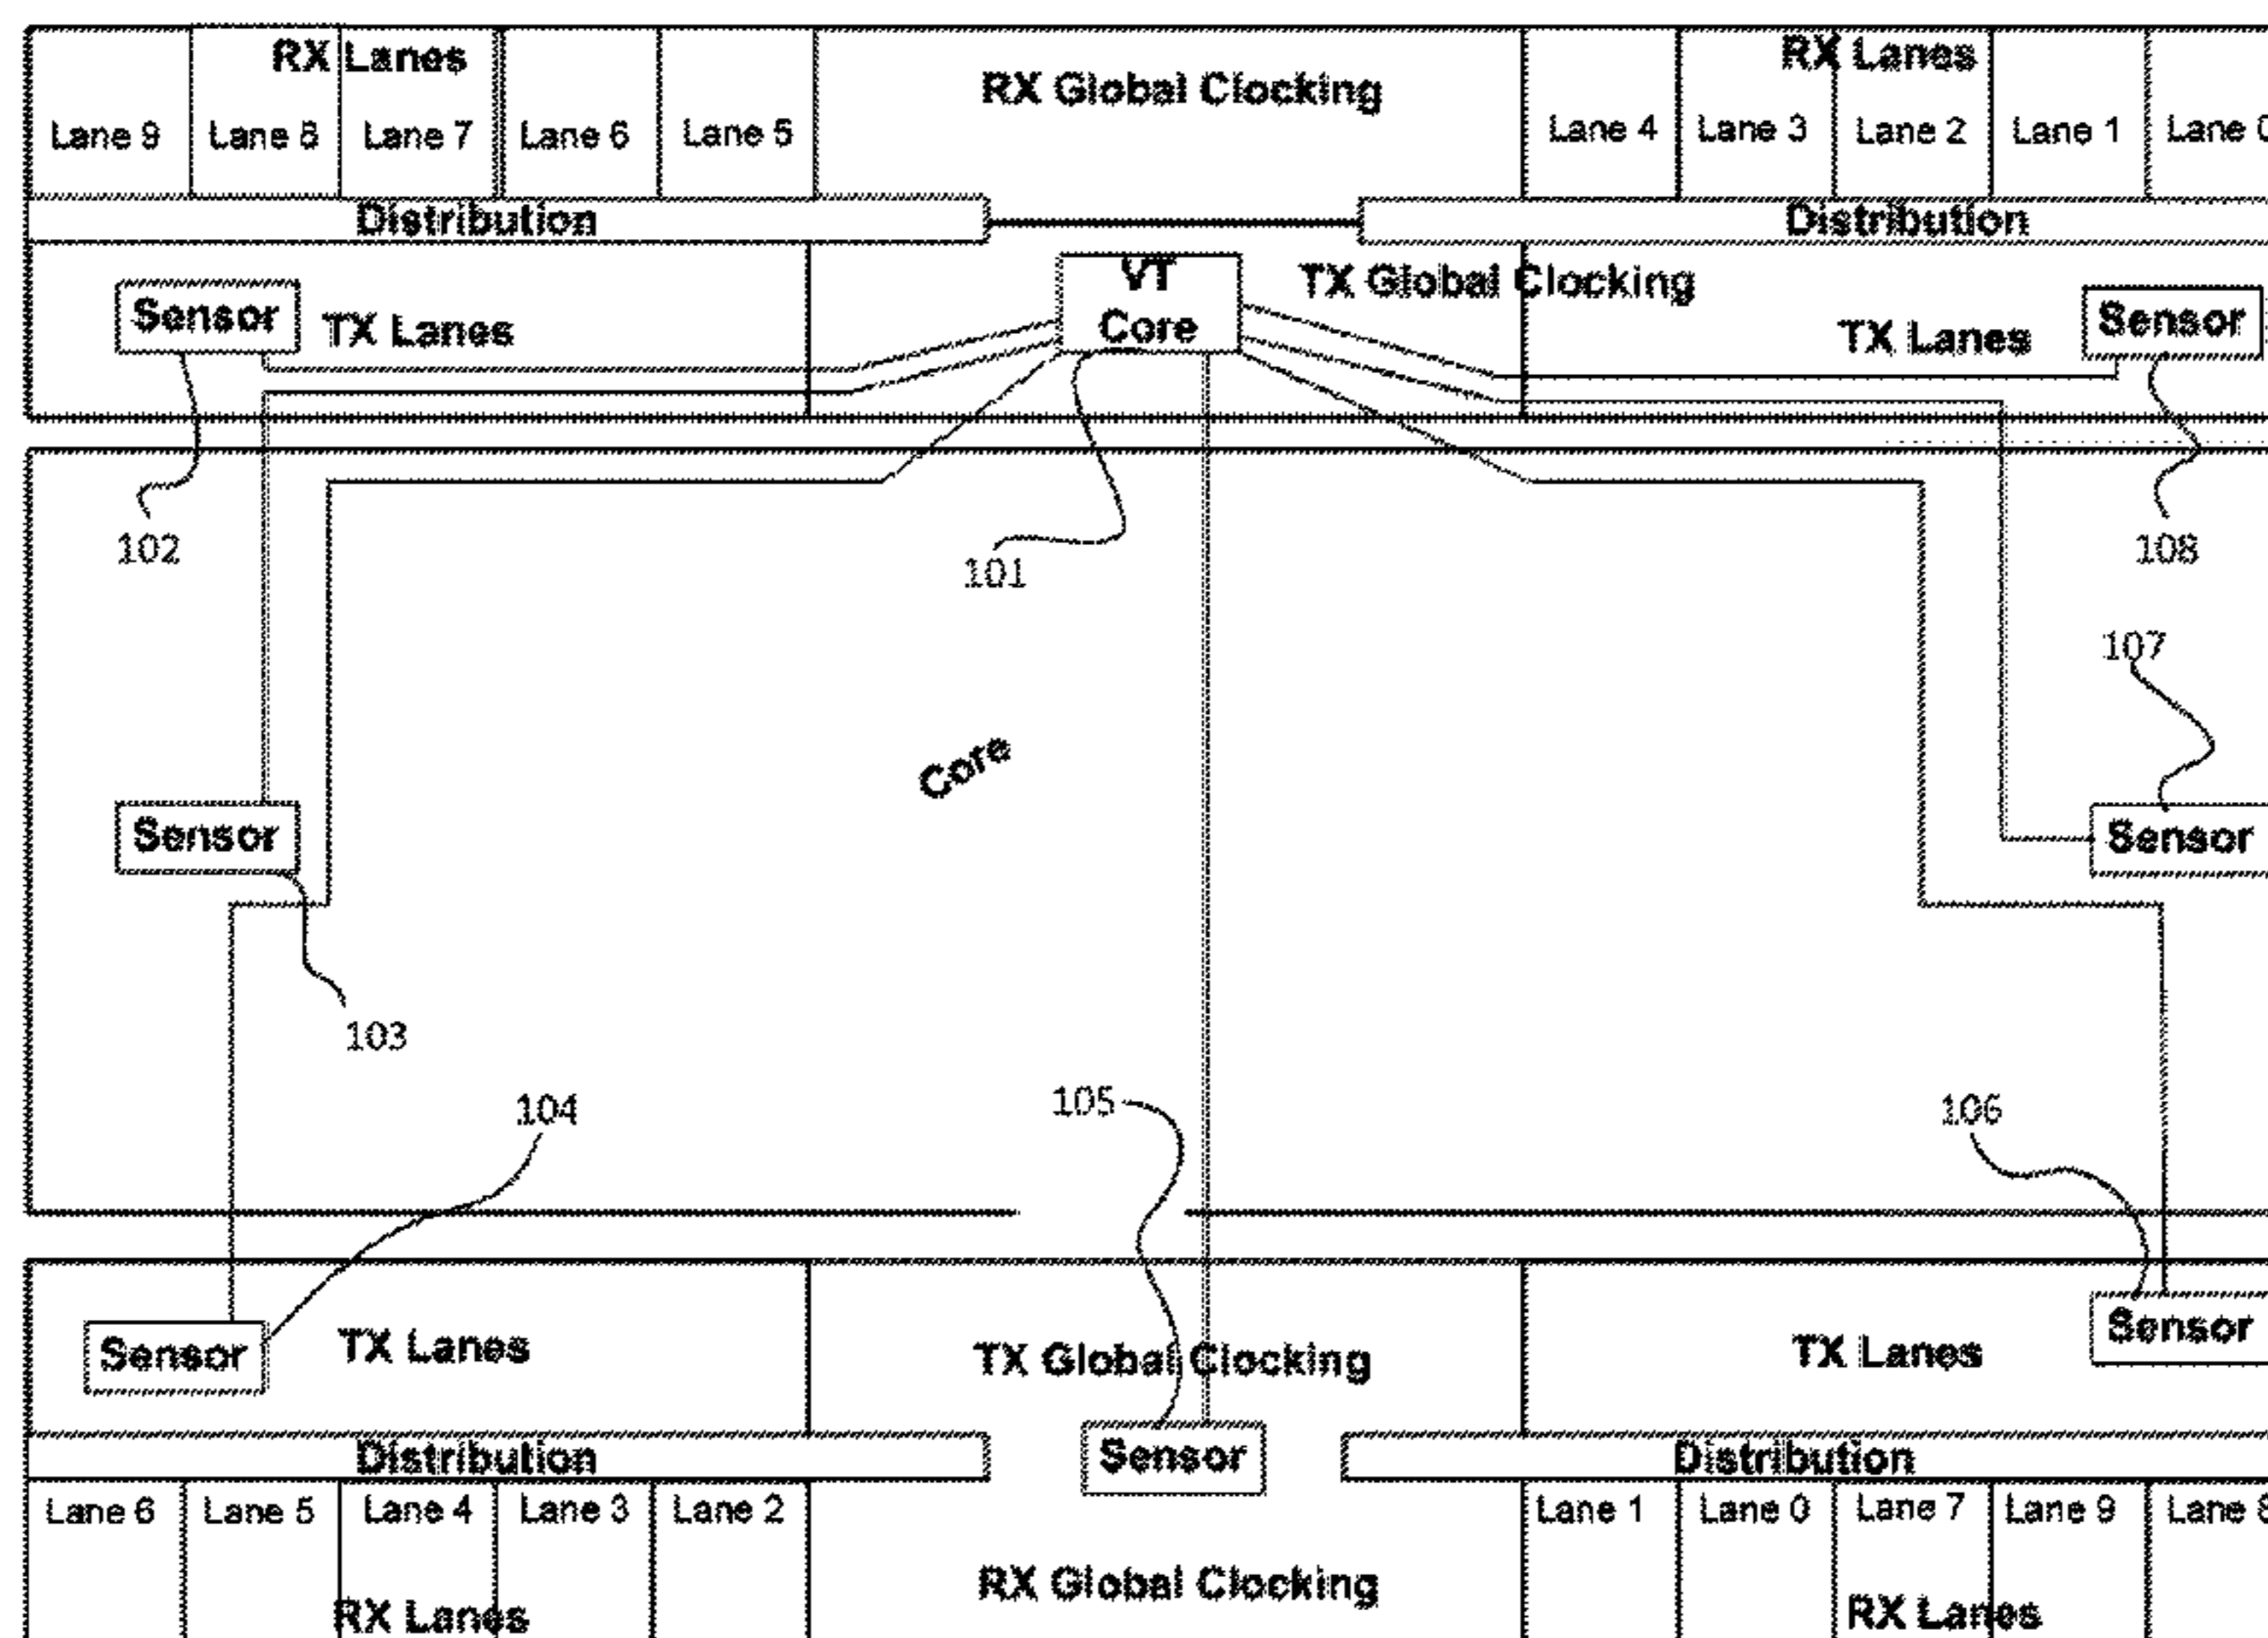 RX Lanes
RX Global Clocking
RX Lanes
Lane 9
Lane 8
Lane 7
Lane 6
Lane 5
Lane 4
Lane 3
Lane 2
Lane 1
Lane 0
Distribution
Distribution
VT
Core
TX Global Clocking
Sensor
TX Lanes
TX Lanes
Sensor
102
101
108
107
Core
Sensor
Sensor
103
104
105
106
Sensor
TX Lanes
TX Global Clocking
TX Lanes
Sensor
Distribution
Sensor
Distribution
Lane 6
Lane 5
Lane 4
Lane 3
Lane 2
Lane 1
Lane 0
Lane 7
Lane 9
Lane 8
RX Lanes
RX Global Clocking
RX Lanes